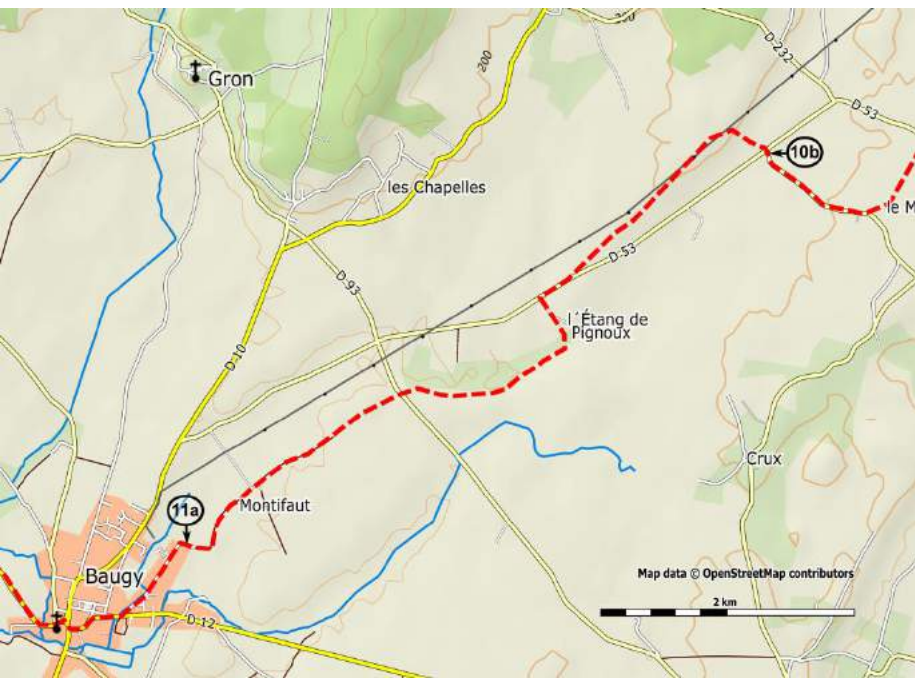 200
D-232
D-53
Gron
200
10b
les Chapelles
le M
D-53
D-93
l´Étang de
Pignoux
D-10
Crux
Montifaut
11a
Map data © OpenStreetMap contributors
Baugy
2 km
D-12